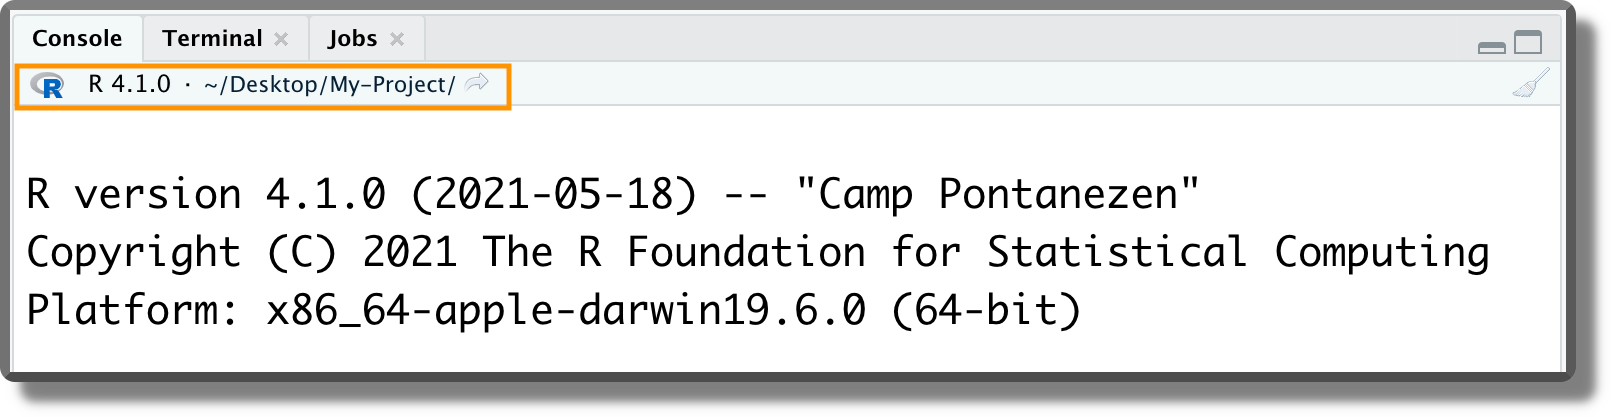 Console Terminal × Jobs ×
R R 4.1.0 · ~/Desktop/My-Project/
R version 4.1.0 (2021-05-18) -- "Camp Pontanezen"
Copyright (C) 2021 The R Foundation for Statistical Computing
Platform: x86_64-apple-darwin19.6.0 (64-bit)